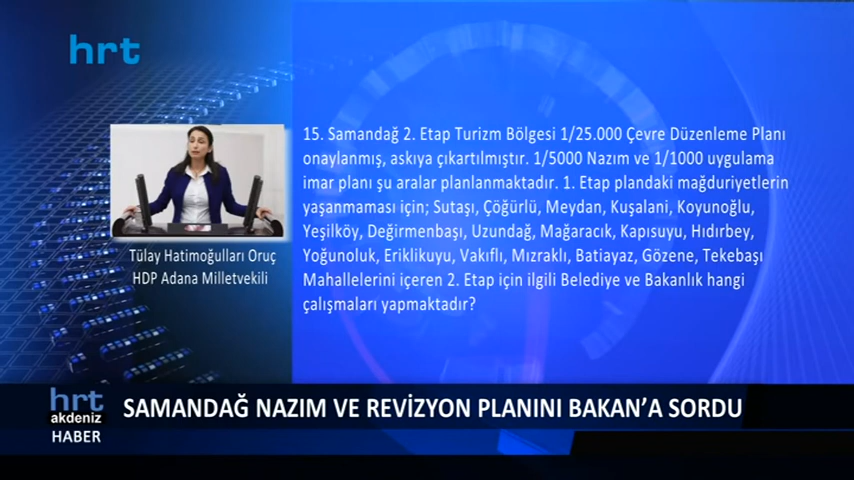 hrt
15. Samandağ 2. Etap Turizm Bölgesi 1/25.000 Çevre Düzenleme Planı
onaylanmış, askıya çıkartılmıştır. 1/5000 Nazım ve 1/1000 uygulama
imar planı şu aralar planlanmaktadır. 1. Etap plandaki mağduriyetlerin
yaşanmaması için; Sutaşı, Çöğürlü, Meydan, Kuşalani, Koyunoğlu,
Yeşilköy, Değirmenbaşı, Uzundağ, Mağaracık, Kapısuyu, Hıdırbey,
Yoğunoluk, Eriklikuyu, Vakıflı, Mızraklı, Batiayaz, Gözene, Tekebaşı
Mahallelerini içeren 2. Etap için ilgili Belediye ve Bakanlık hangi
çalışmaları yapmaktadır?
Tülay Hatimoğulları Oruç
HDP Adana Milletvekili
hrt
akdeniz
HABER
SAMANDAĞ NAZIM VE REVİZYON PLANINI BAKAN'A SORDU